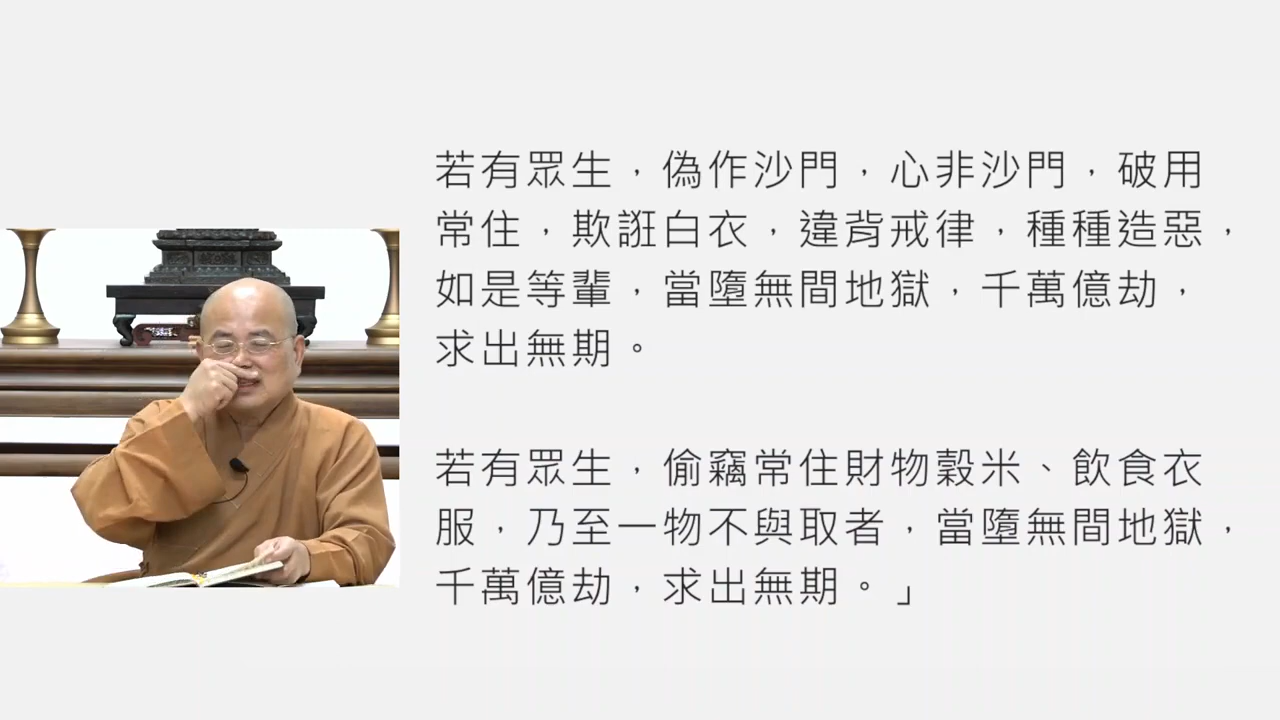 若有眾生，偽作沙門，心非沙門，破用
常住，欺誑白衣，違背戒律，種種造惡，
如是等輩，當墮無間地獄，千萬億劫，
求出無期。
若有眾生，偷竊常住財物穀米、飲食衣
服，乃至一物不與取者，當墮無間地獄，
千萬億劫，求出無期。」